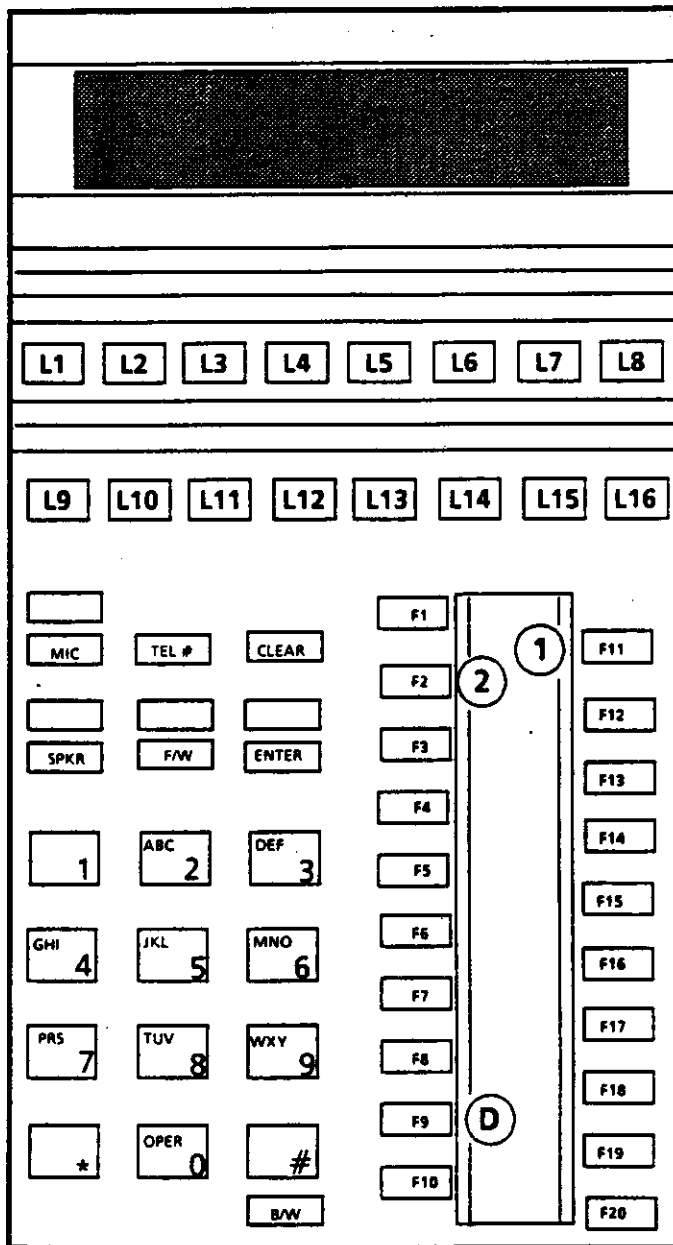 L1 L2 L3 L4 L5 L6 L7 L8
L9 L10 L11 L12 L13 L14 L15 L16
MIC TEL # CLEAR
SPKR F/W ENTER
1 ABC 2 DEF 3
GHI 4 JKL 5 MNO 6
PRS 7 TUV 8 WXY 9
* OPER 0 #
B/W
F1
F2
F3
F4
F5
F6
F7
F8
F9
F10
1
2
D
F11
F12
F13
F14
F15
F16
F17
F18
F19
F20